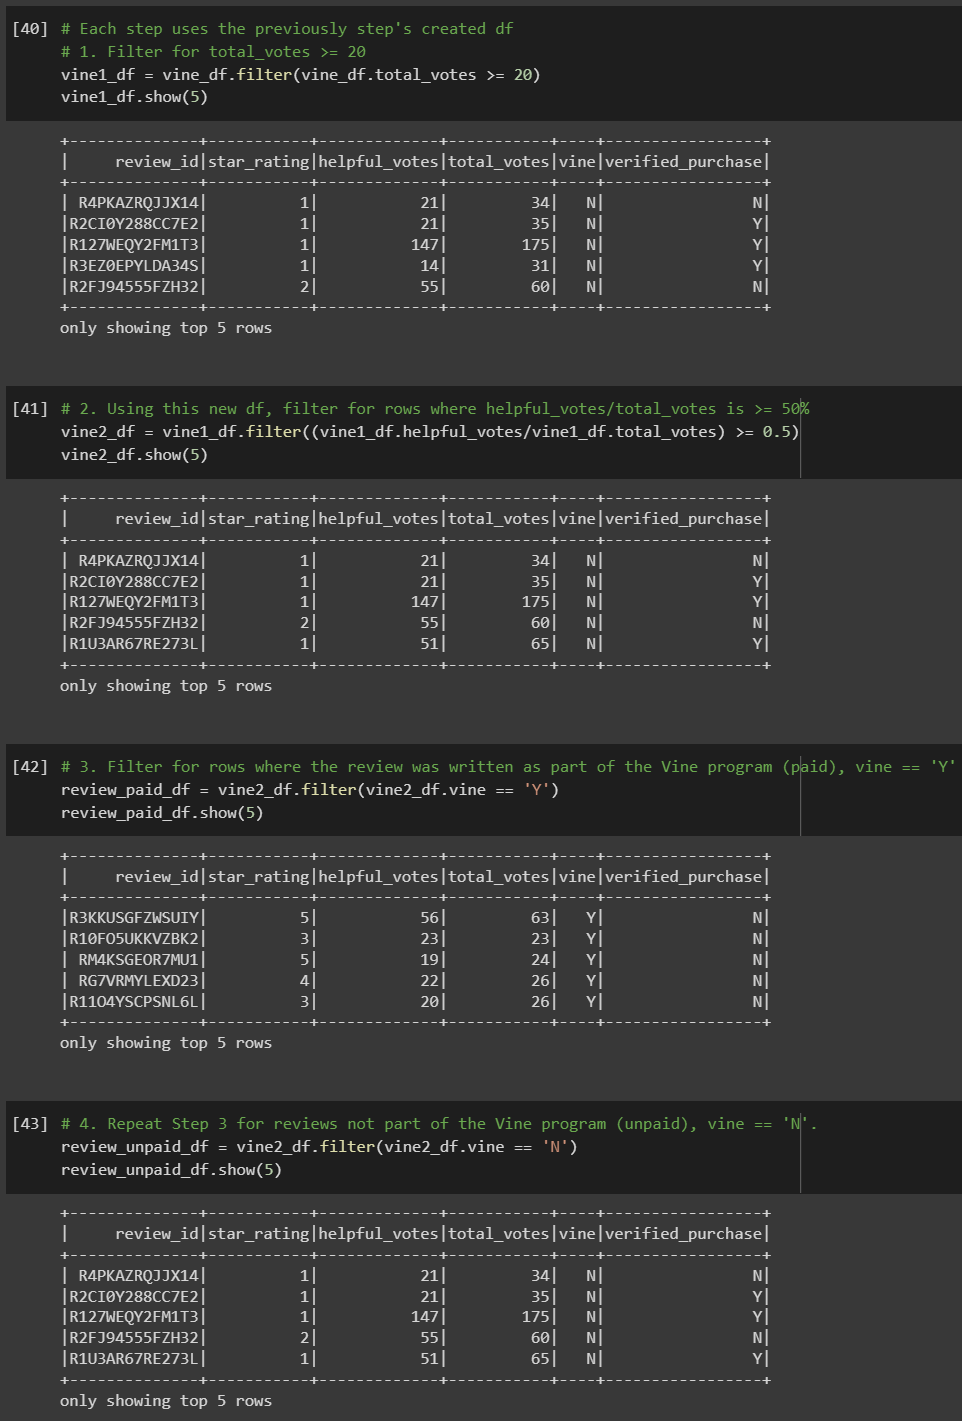 [40] # Each step uses the previously step's created df
# 1. Filter for total_votes >= 20
vine1_df = vine_df.filter(vine_df.total_votes >= 20)
vine1_df.show(5)
+--------------+-----------+-------------+-----------+----+-----------------+
|     review_id|star_rating|helpful_votes|total_votes|vine|verified_purchase|
+--------------+-----------+-------------+-----------+----+-----------------+
| R4PKAZRQJJX14|          1|           21|         34|   N|                N|
|R2CI0Y288CC7E2|          1|           21|         35|   N|                Y|
|R127WEQY2FM1T3|          1|          147|        175|   N|                Y|
|R3EZ0EPYLDA34S|          1|           14|         31|   N|                Y|
|R2FJ94555FZH32|          2|           55|         60|   N|                N|
+--------------+-----------+-------------+-----------+----+-----------------+
only showing top 5 rows
[41] # 2. Using this new df, filter for rows where helpful_votes/total_votes is >= 50%
vine2_df = vine1_df.filter((vine1_df.helpful_votes/vine1_df.total_votes) >= 0.5)
vine2_df.show(5)
+--------------+-----------+-------------+-----------+----+-----------------+
|     review_id|star_rating|helpful_votes|total_votes|vine|verified_purchase|
+--------------+-----------+-------------+-----------+----+-----------------+
| R4PKAZRQJJX14|          1|           21|         34|   N|                N|
|R2CI0Y288CC7E2|          1|           21|         35|   N|                Y|
|R127WEQY2FM1T3|          1|          147|        175|   N|                Y|
|R2FJ94555FZH32|          2|           55|         60|   N|                N|
|R1U3AR67RE273L|          1|           51|         65|   N|                Y|
+--------------+-----------+-------------+-----------+----+-----------------+
only showing top 5 rows
[42] # 3. Filter for rows where the review was written as part of the Vine program (paid), vine == 'Y'
review_paid_df = vine2_df.filter(vine2_df.vine == 'Y')
review_paid_df.show(5)
+--------------+-----------+-------------+-----------+----+-----------------+
|     review_id|star_rating|helpful_votes|total_votes|vine|verified_purchase|
+--------------+-----------+-------------+-----------+----+-----------------+
|R3KKUSGFZWSUIY|          5|           56|         63|   Y|                N|
|R10FO5UKKVZBK2|          3|           23|         23|   Y|                N|
| RM4KSGEOR7MU1|          5|           19|         24|   Y|                N|
| RG7VRMYLEXD23|          4|           22|         26|   Y|                N|
|R11O4YSCPSNL6L|          3|           20|         26|   Y|                N|
+--------------+-----------+-------------+-----------+----+-----------------+
only showing top 5 rows
[43] # 4. Repeat Step 3 for reviews not part of the Vine program (unpaid), vine == 'N'.
review_unpaid_df = vine2_df.filter(vine2_df.vine == 'N')
review_unpaid_df.show(5)
+--------------+-----------+-------------+-----------+----+-----------------+
|     review_id|star_rating|helpful_votes|total_votes|vine|verified_purchase|
+--------------+-----------+-------------+-----------+----+-----------------+
| R4PKAZRQJJX14|          1|           21|         34|   N|                N|
|R2CI0Y288CC7E2|          1|           21|         35|   N|                Y|
|R127WEQY2FM1T3|          1|          147|        175|   N|                Y|
|R2FJ94555FZH32|          2|           55|         60|   N|                N|
|R1U3AR67RE273L|          1|           51|         65|   N|                Y|
+--------------+-----------+-------------+-----------+----+-----------------+
only showing top 5 rows